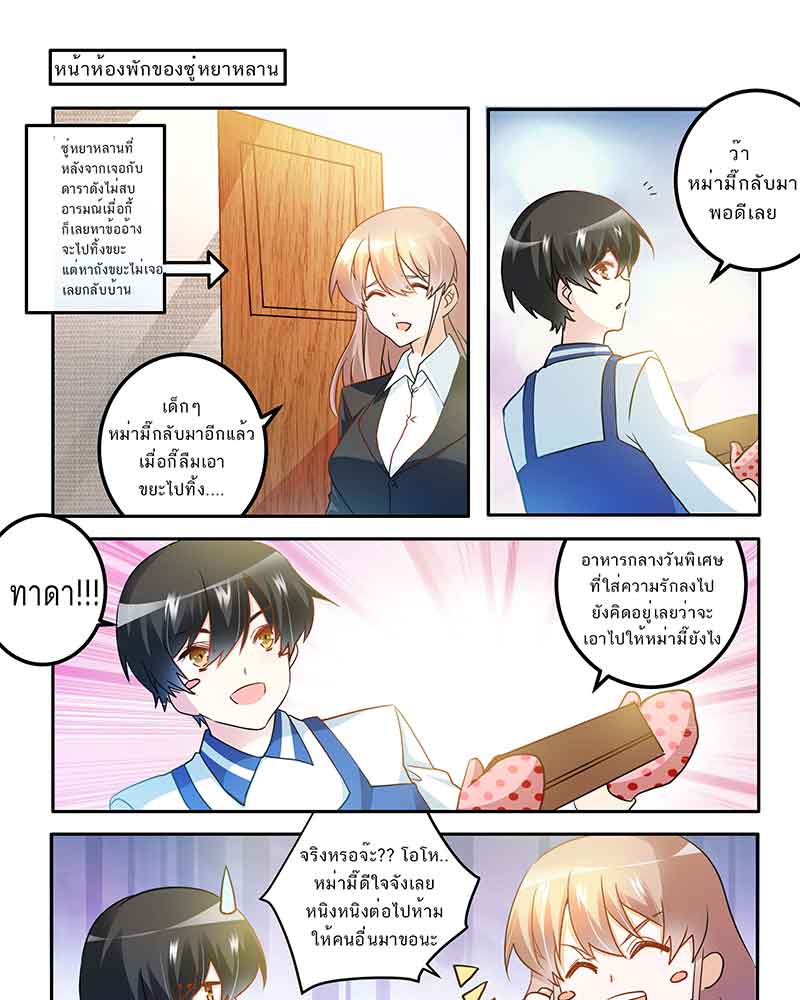 หน้าห้องพักของซู่หยาหลาน
ซู่หยาหลานที่
หลังจากเจอกับ
ดาราดังไม่สบ
อารมณ์เมื่อกี้
ก็เลยหาข้ออ้าง
จะไปทิ้งขยะ
แต่หาถังขยะไม่เจอ
เลยกลับบ้าน
เด็กๆ
หม่ามี๊กลับมาอีกแล้ว
เมื่อกี๊ลืมเอา
ขยะไปทิ้ง....
ว๊า
หม่ามี๊กลับมา
พอดีเลย
ทาดา!!!
อาหารกลางวันพิเศษ
ที่ใส่ความรักลงไป
ยังคิดอยู่เลยว่าจะ
เอาไปให้หม่ามี๊ยังไง
จริงหรอจ๊ะ?? โอโห..
หม่ามี๊ดีใจจังเลย
หนิงหนิงต่อไปห้าม
ให้คนอื่นมาขอนะ